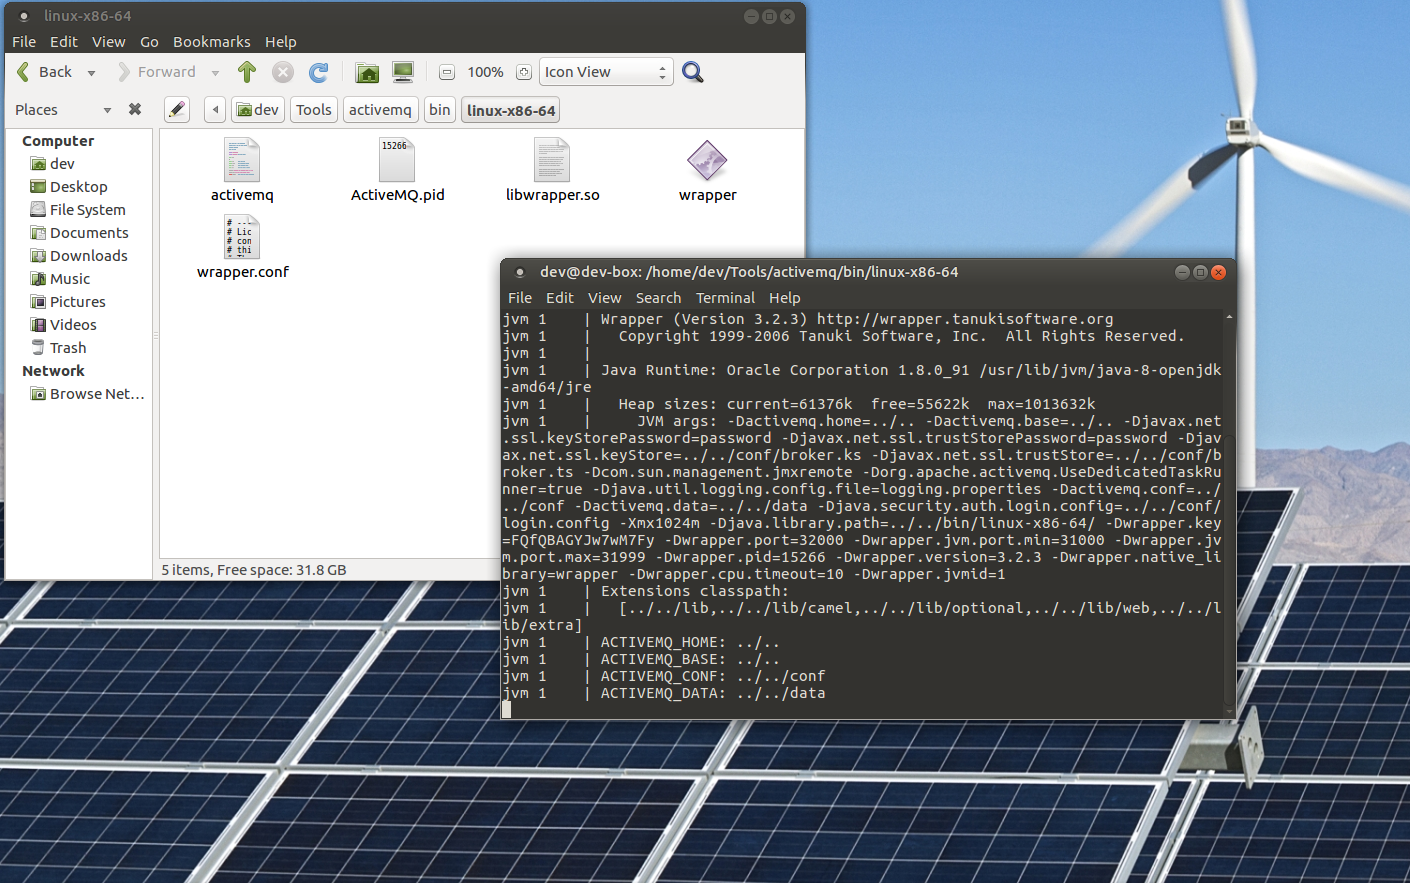 linux-x86-64
File Edit View Go Bookmarks Help
Back Forward 100% Icon View
Places dev Tools activemq bin linux-x86-64
Computer
dev
Desktop
File System
Documents
Downloads
Music
Pictures
Videos
Trash
Network
Browse Net...
15266
activemq ActiveMQ.pid libwrapper.so wrapper
# ---
# Lic
# con
# thi
wrapper.conf
5 items, Free space: 31.8 GB
dev@dev-box: /home/dev/Tools/activemq/bin/linux-x86-64
File Edit View Search Terminal Help
jvm 1    | Wrapper (Version 3.2.3) http://wrapper.tanukisoftware.org
jvm 1    |   Copyright 1999-2006 Tanuki Software, Inc.  All Rights Reserved.
jvm 1    |
jvm 1    | Java Runtime: Oracle Corporation 1.8.0_91 /usr/lib/jvm/java-8-openjdk
-amd64/jre
jvm 1    |   Heap sizes: current=61376k  free=55622k  max=1013632k
jvm 1    |     JVM args: -Dactivemq.home=../.. -Dactivemq.base=../.. -Djavax.net
.ssl.keyStorePassword=password -Djavax.net.ssl.trustStorePassword=password -Djav
ax.net.ssl.keyStore=../../conf/broker.ks -Djavax.net.ssl.trustStore=../../conf/b
roker.ts -Dcom.sun.management.jmxremote -Dorg.apache.activemq.UseDedicatedTaskRu
nner=true -Djava.util.logging.config.file=logging.properties -Dactivemq.conf=../
../conf -Dactivemq.data=../../data -Djava.security.auth.login.config=../../conf/
login.config -Xmx1024m -Djava.library.path=../../bin/linux-x86-64/ -Dwrapper.key
=FQfQBAGYJw7wM7Fy -Dwrapper.port=32000 -Dwrapper.jvm.port.min=31000 -Dwrapper.jv
m.port.max=31999 -Dwrapper.pid=15266 -Dwrapper.version=3.2.3 -Dwrapper.native_li
brary=wrapper -Dwrapper.cpu.timeout=10 -Dwrapper.jvmid=1
jvm 1    | Extensions classpath:
jvm 1    |   [../../lib,../../lib/camel,../../lib/optional,../../lib/web,../../l
ib/extra]
jvm 1    | ACTIVEMQ_HOME: ../..
jvm 1    | ACTIVEMQ_BASE: ../..
jvm 1    | ACTIVEMQ_CONF: ../../conf
jvm 1    | ACTIVEMQ_DATA: ../../data